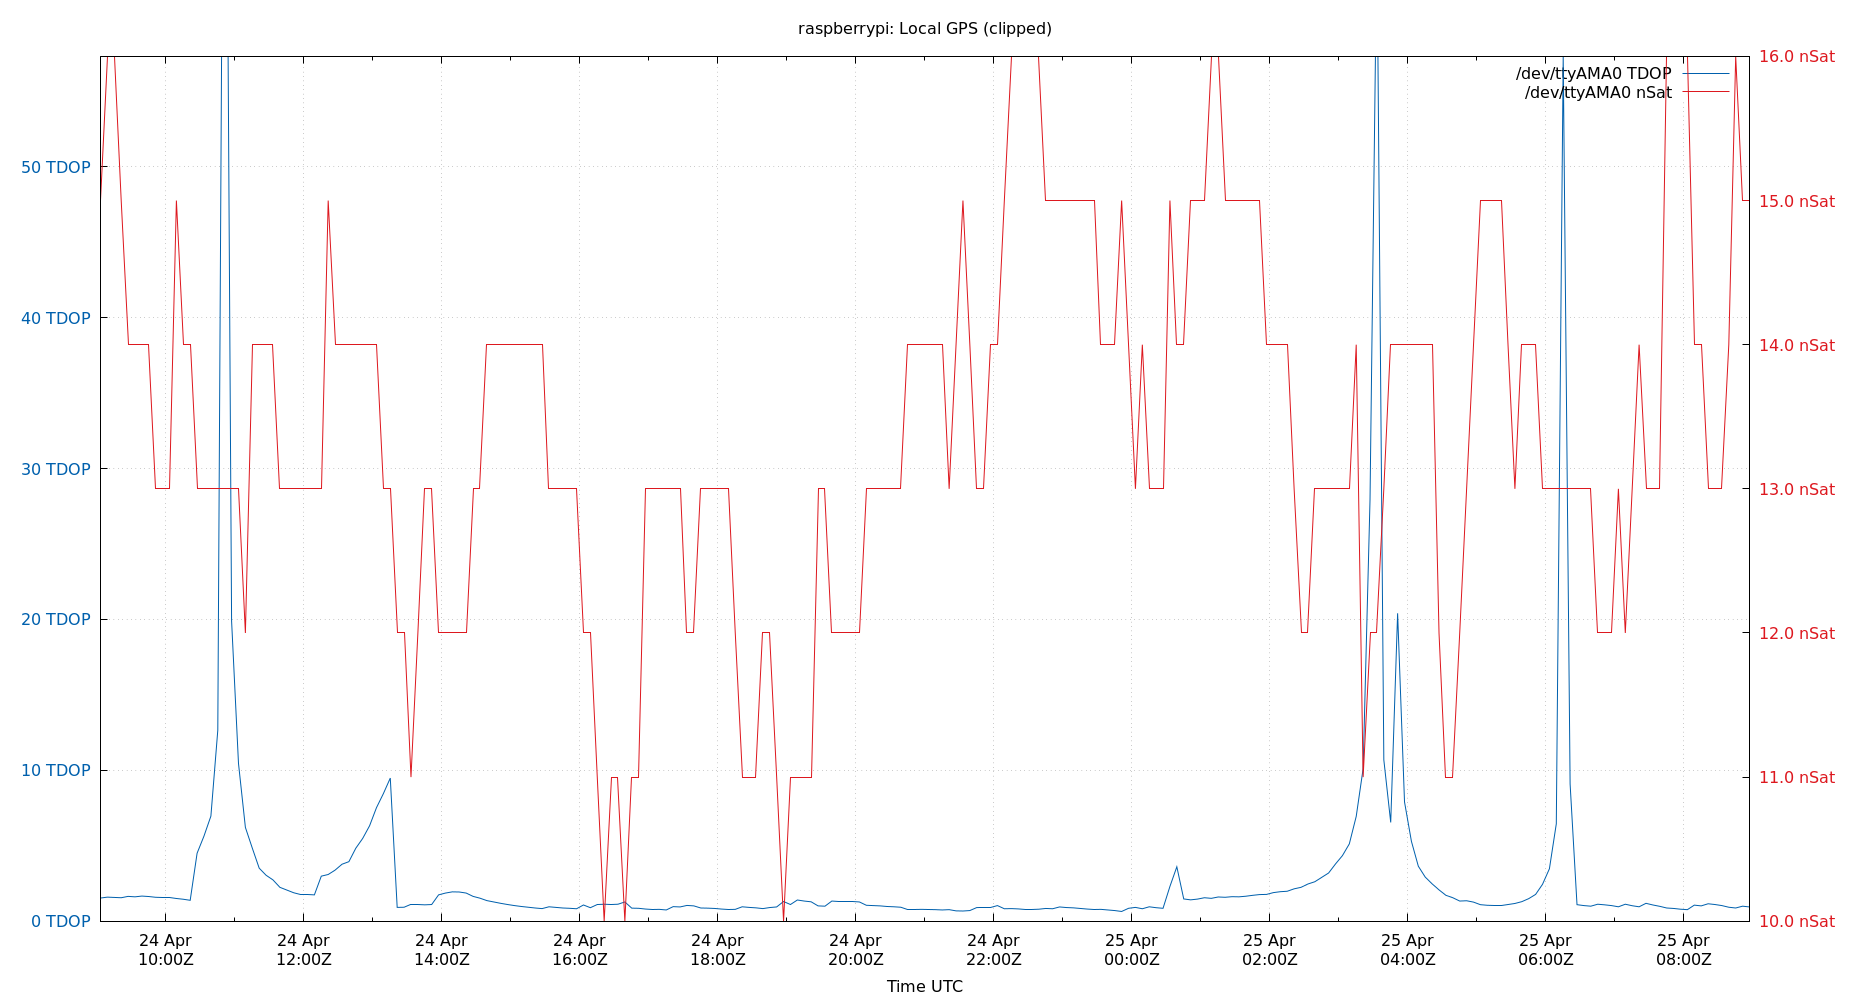 raspberrypi: Local GPS (clipped)
/dev/ttyAMA0 TDOP
/dev/ttyAMA0 nSat
50 TDOP
40 TDOP
30 TDOP
20 TDOP
10 TDOP
0 TDOP
16.0 nSat
15.0 nSat
14.0 nSat
13.0 nSat
12.0 nSat
11.0 nSat
10.0 nSat
24 Apr
10:00Z
24 Apr
12:00Z
24 Apr
14:00Z
24 Apr
16:00Z
24 Apr
18:00Z
24 Apr
20:00Z
24 Apr
22:00Z
25 Apr
00:00Z
25 Apr
02:00Z
25 Apr
04:00Z
25 Apr
06:00Z
25 Apr
08:00Z
Time UTC